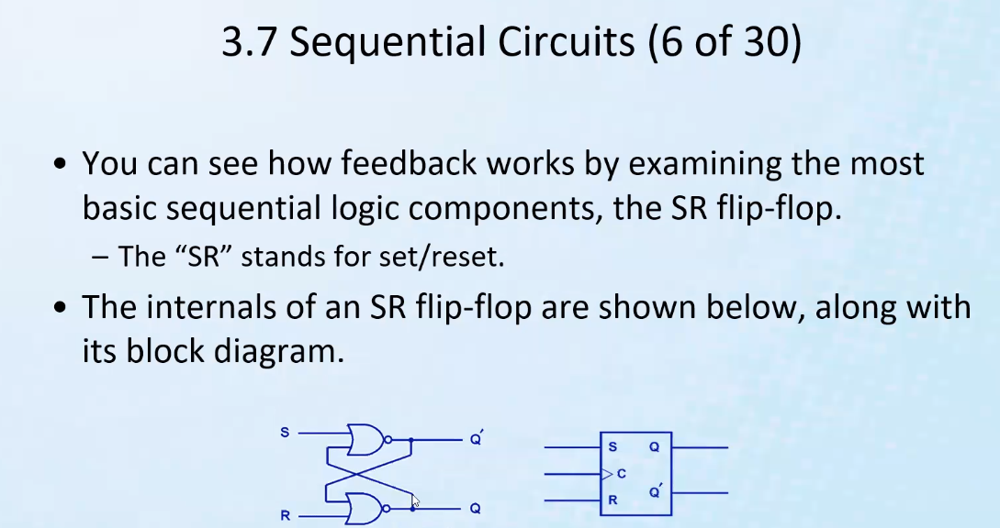 3.7 Sequential Circuits (6 of 30)
• You can see how feedback works by examining the most
basic sequential logic components, the SR flip-flop.
– The “SR” stands for set/reset.
• The internals of an SR flip-flop are shown below, along with
its block diagram.
S Q′
R Q
S Q
C
R Q′